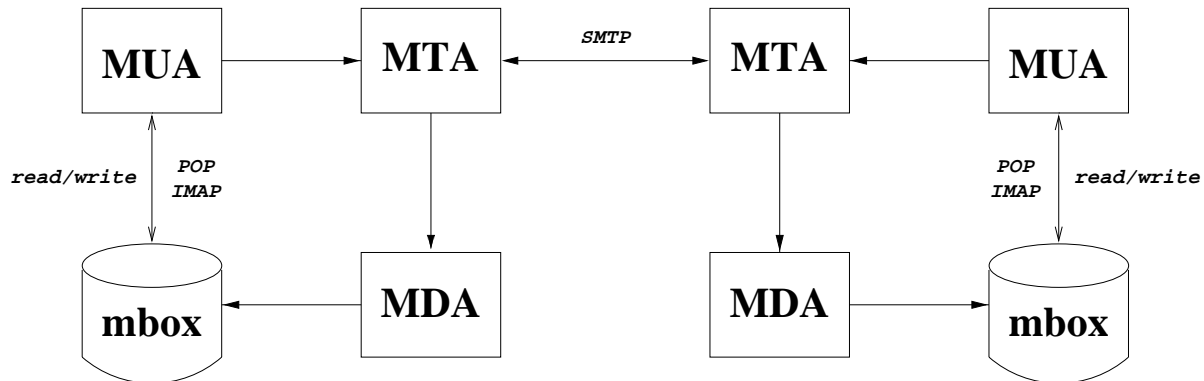 SMTP
MUA
MTA
MTA
MUA
POP
IMAP
read/write
POP
IMAP
read/write
MDA
MDA
mbox
mbox